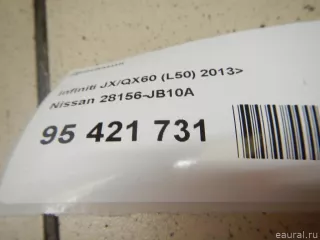 Infiniti JX/QX60 (L50) 2013>
Nissan 28156-JB10A
95 421 731
eaural.ru